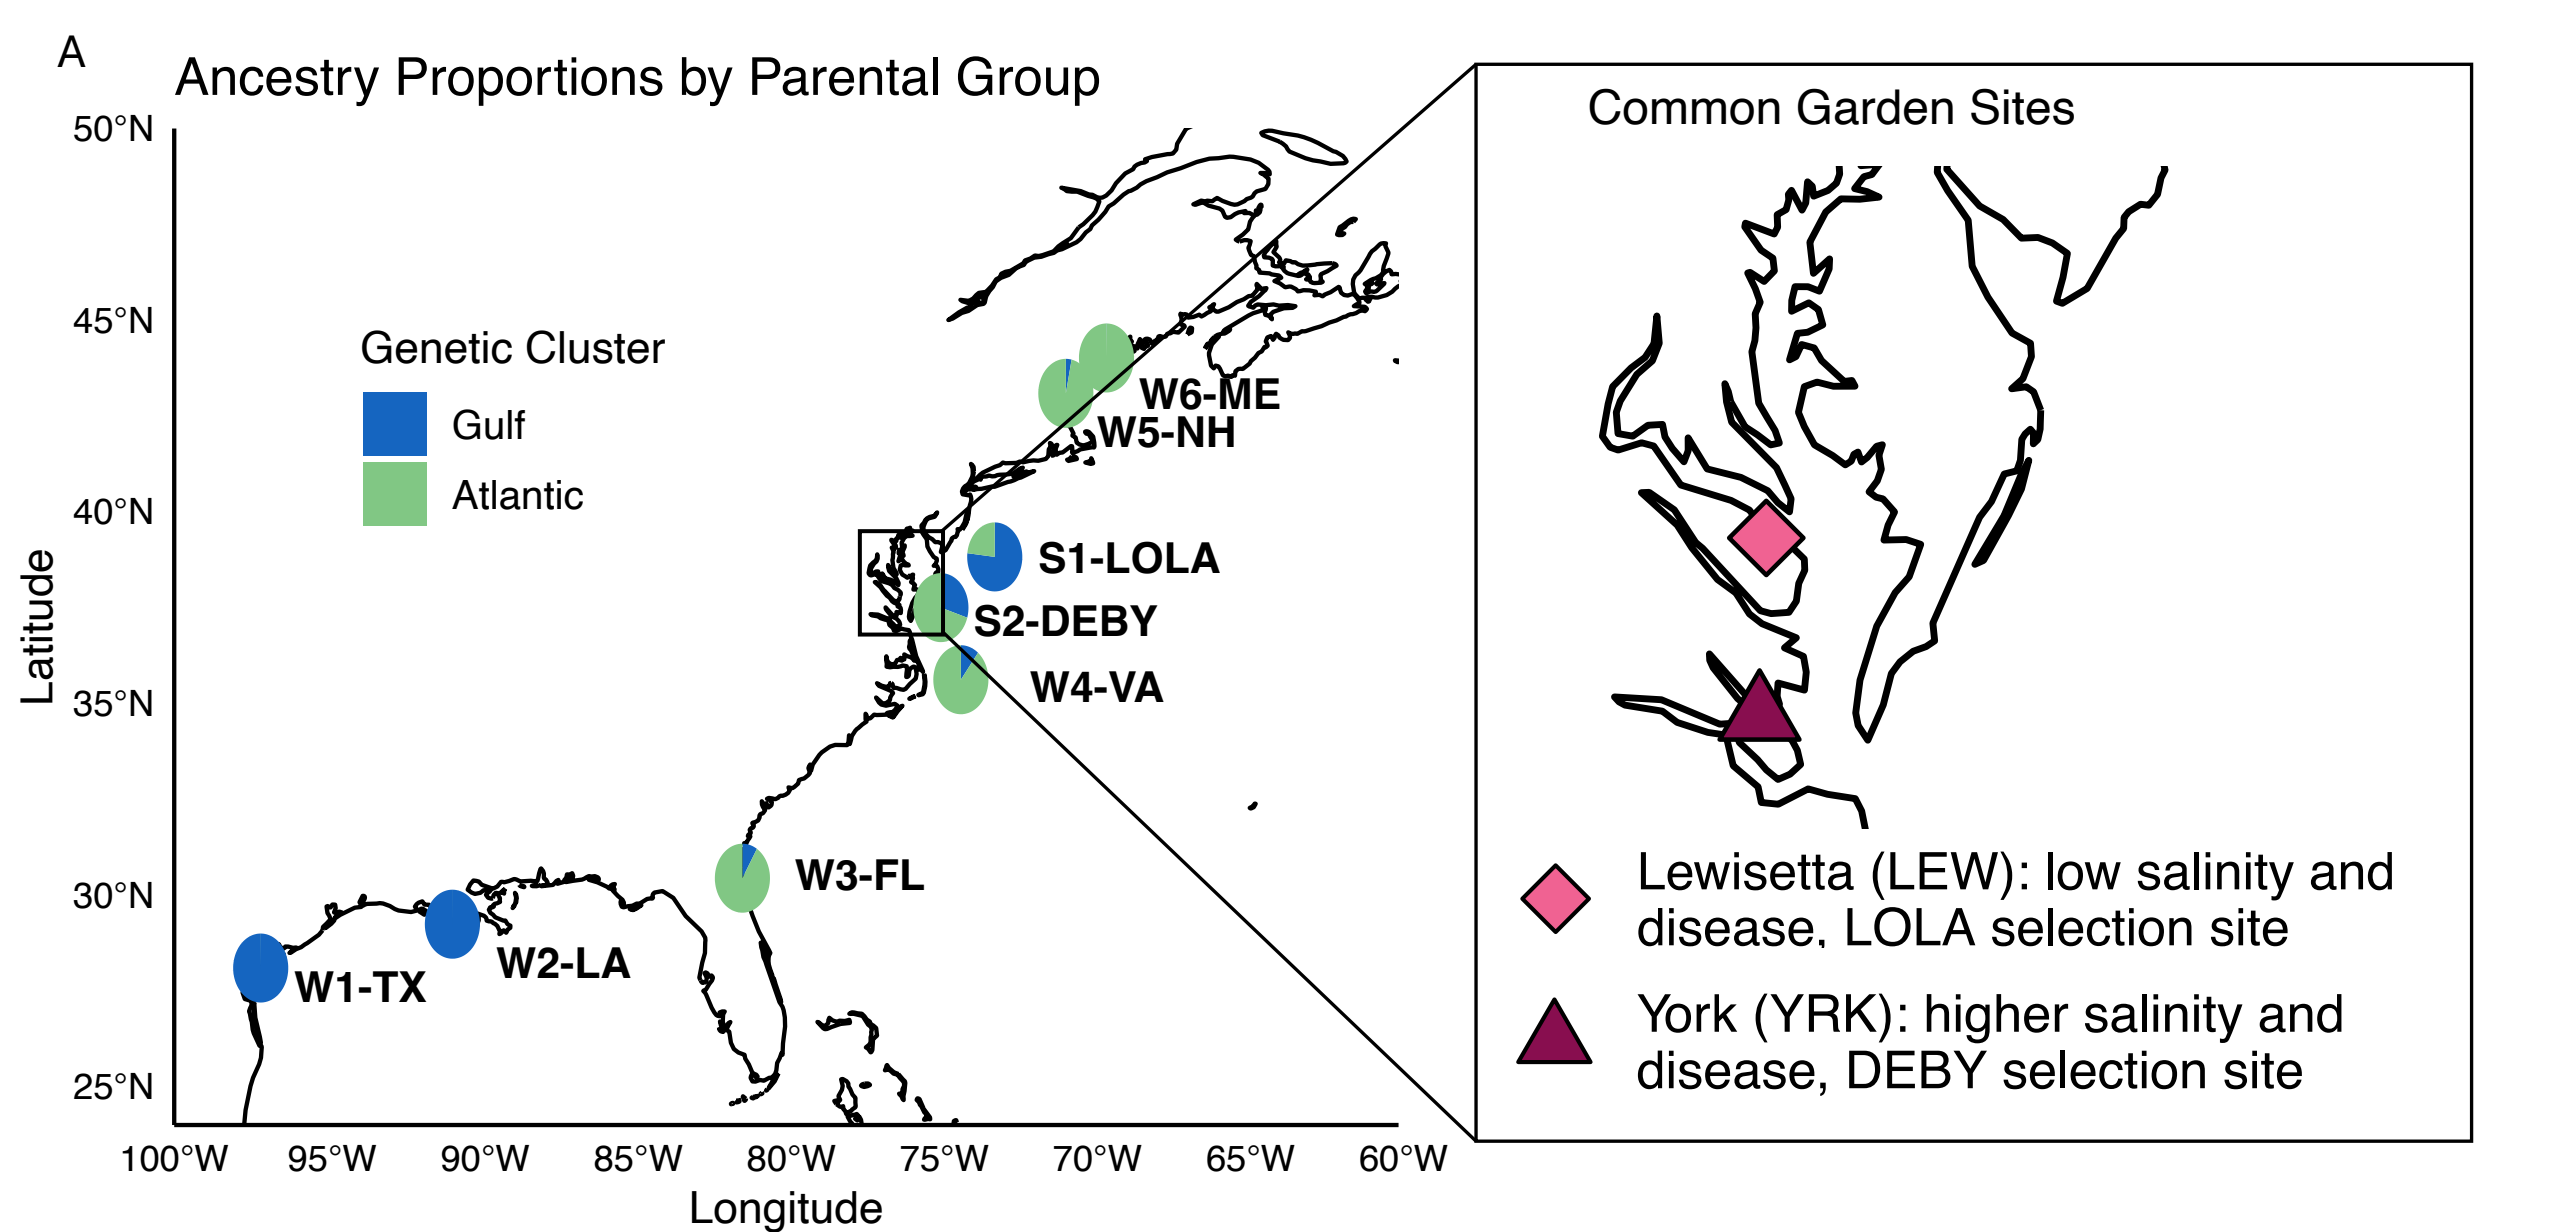 A
Ancestry Proportions by Parental Group
50°N
45°N
40°N
35°N
30°N
25°N
Latitude
100°W
95°W
90°W
85°W
80°W
75°W
70°W
65°W
60°W
Longitude
Genetic Cluster
Gulf
Atlantic
W6-ME
W5-NH
S1-LOLA
S2-DEBY
W4-VA
W3-FL
W2-LA
W1-TX
Common Garden Sites
Lewisetta (LEW): low salinity and
disease, LOLA selection site
York (YRK): higher salinity and
disease, DEBY selection site